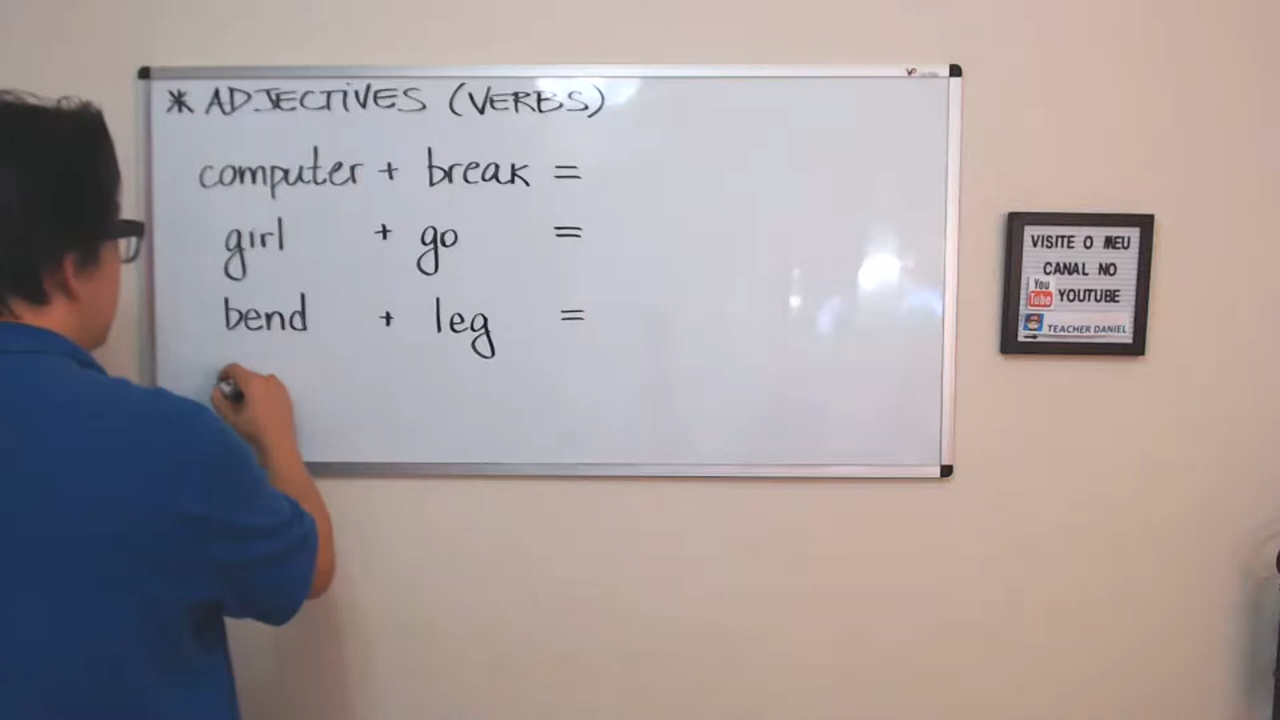 * ADJECTIVES (VERBS)
computer + break =
girl + go =
bend + leg =
VISITE O MEU
CANAL NO
You
Tube YOUTUBE
TEACHER DANIEL